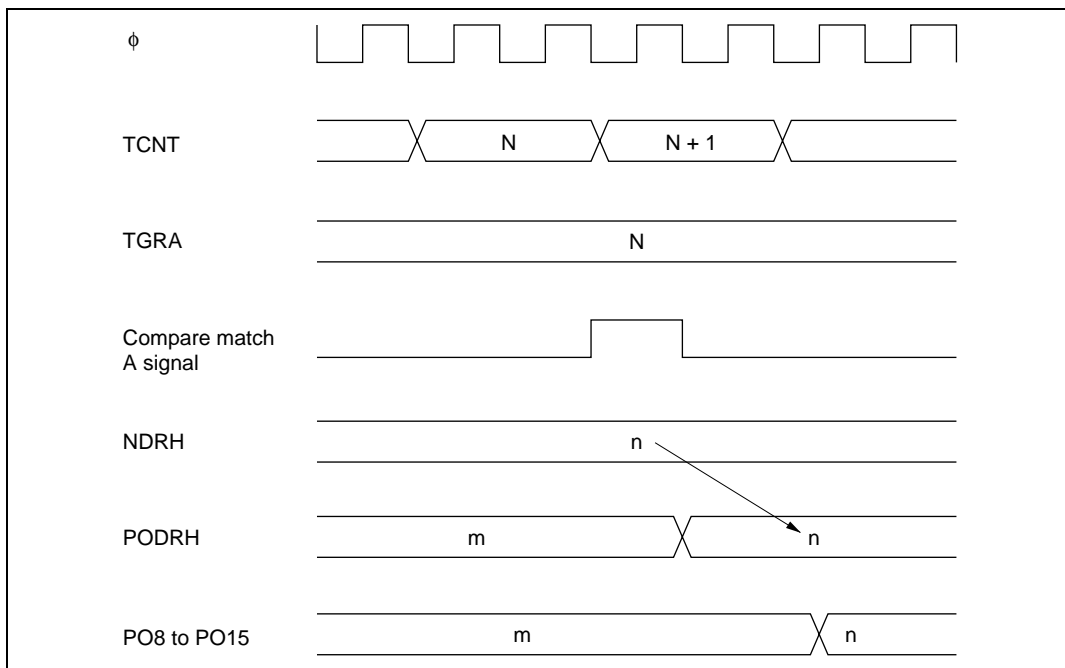 ϕ
TCNT
N
N + 1
TGRA
N
Compare match
A signal
NDRH
n
PODRH
m
n
PO8 to PO15
m
n